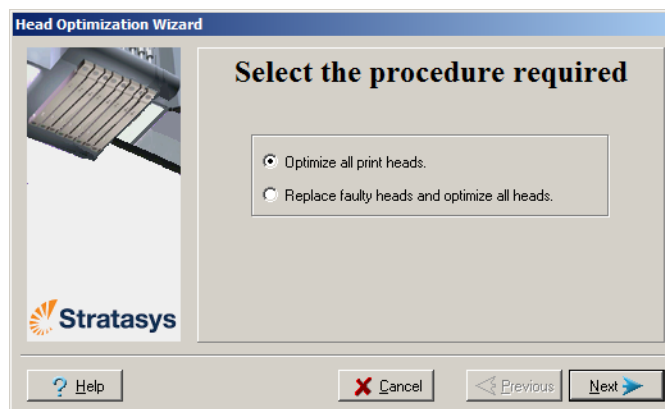 Head Optimization Wizard
Select the procedure required
Optimize all print heads.
Replace faulty heads and optimize all heads.
Stratasys
? Help
Cancel
Previous
Next